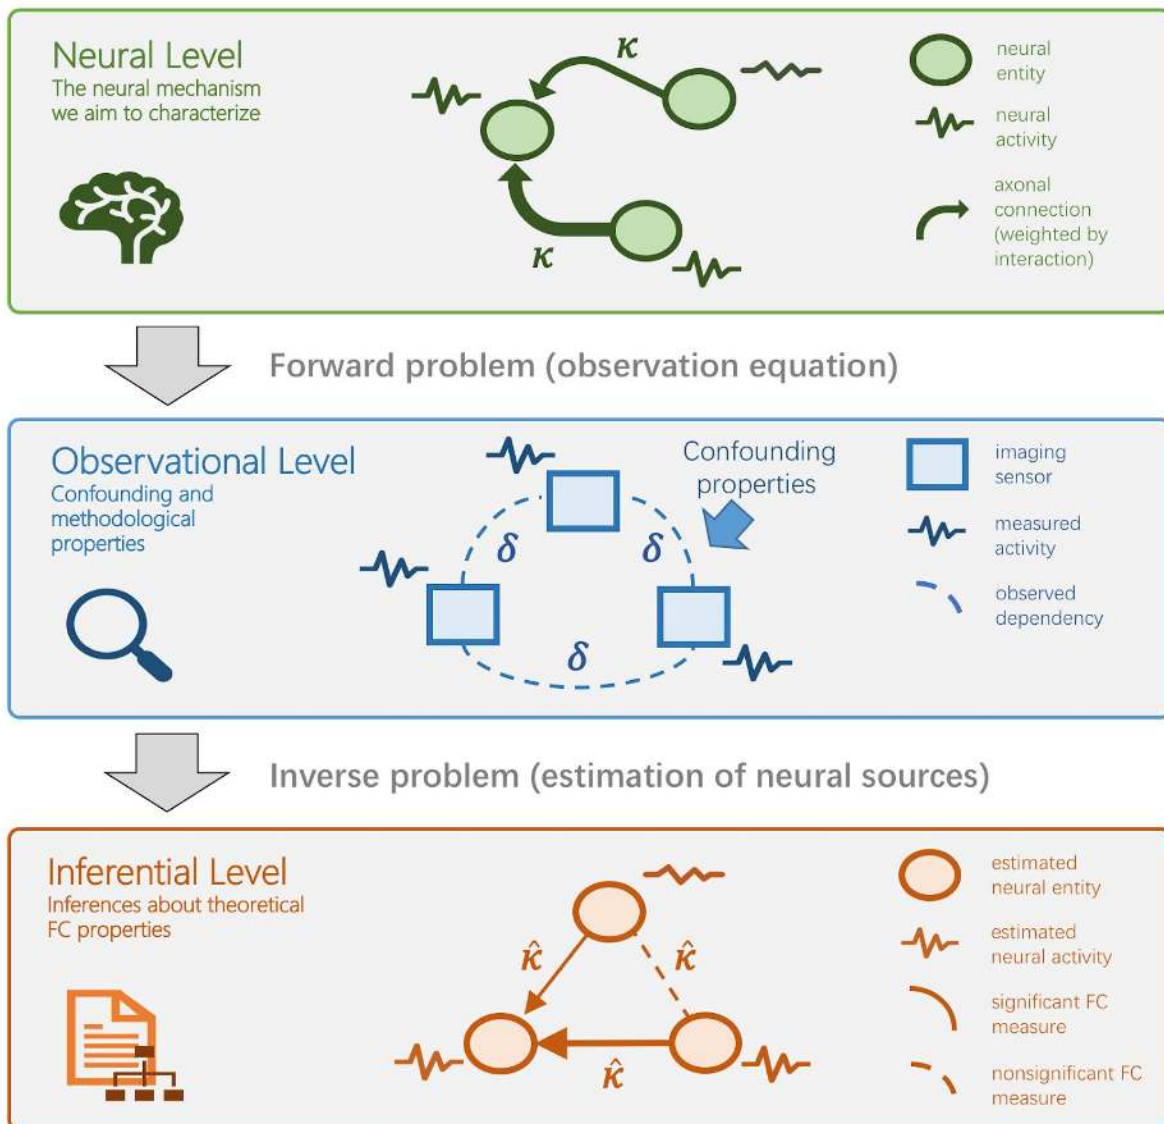 Neural Level
The neural mechanism
we aim to characterize
κ
κ
neural
entity
neural
activity
axonal
connection
(weighted by
interaction)
Forward problem (observation equation)
Observational Level
Confounding and
methodological
properties
Confounding
properties
δ
δ
δ
imaging
sensor
measured
activity
observed
dependency
Inverse problem (estimation of neural sources)
Inferential Level
Inferences about theoretical
FC properties
κ̂
κ̂
κ̂
estimated
neural entity
estimated
neural activity
significant FC
measure
nonsignificant FC
measure